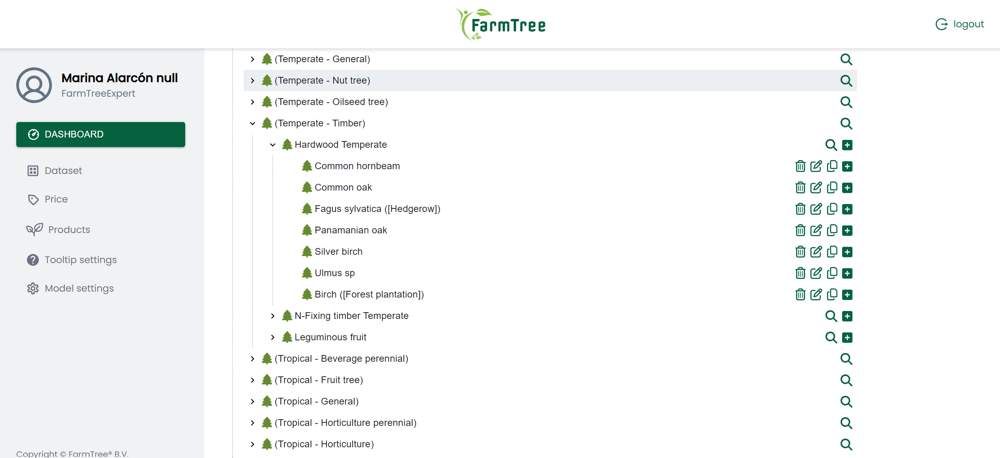 FarmTree
logout
Marina Alarcón null
FarmTreeExpert
DASHBOARD
Dataset
Price
Products
Tooltip settings
Model settings
Copyright © FarmTree® B.V.
(Temperate - General)
(Temperate - Nut tree)
(Temperate - Oilseed tree)
(Temperate - Timber)
Hardwood Temperate
Common hornbeam
Common oak
Fagus sylvatica ([Hedgerow])
Panamanian oak
Silver birch
Ulmus sp
Birch ([Forest plantation])
N-Fixing timber Temperate
Leguminous fruit
(Tropical - Beverage perennial)
(Tropical - Fruit tree)
(Tropical - General)
(Tropical - Horticulture perennial)
(Tropical - Horticulture)